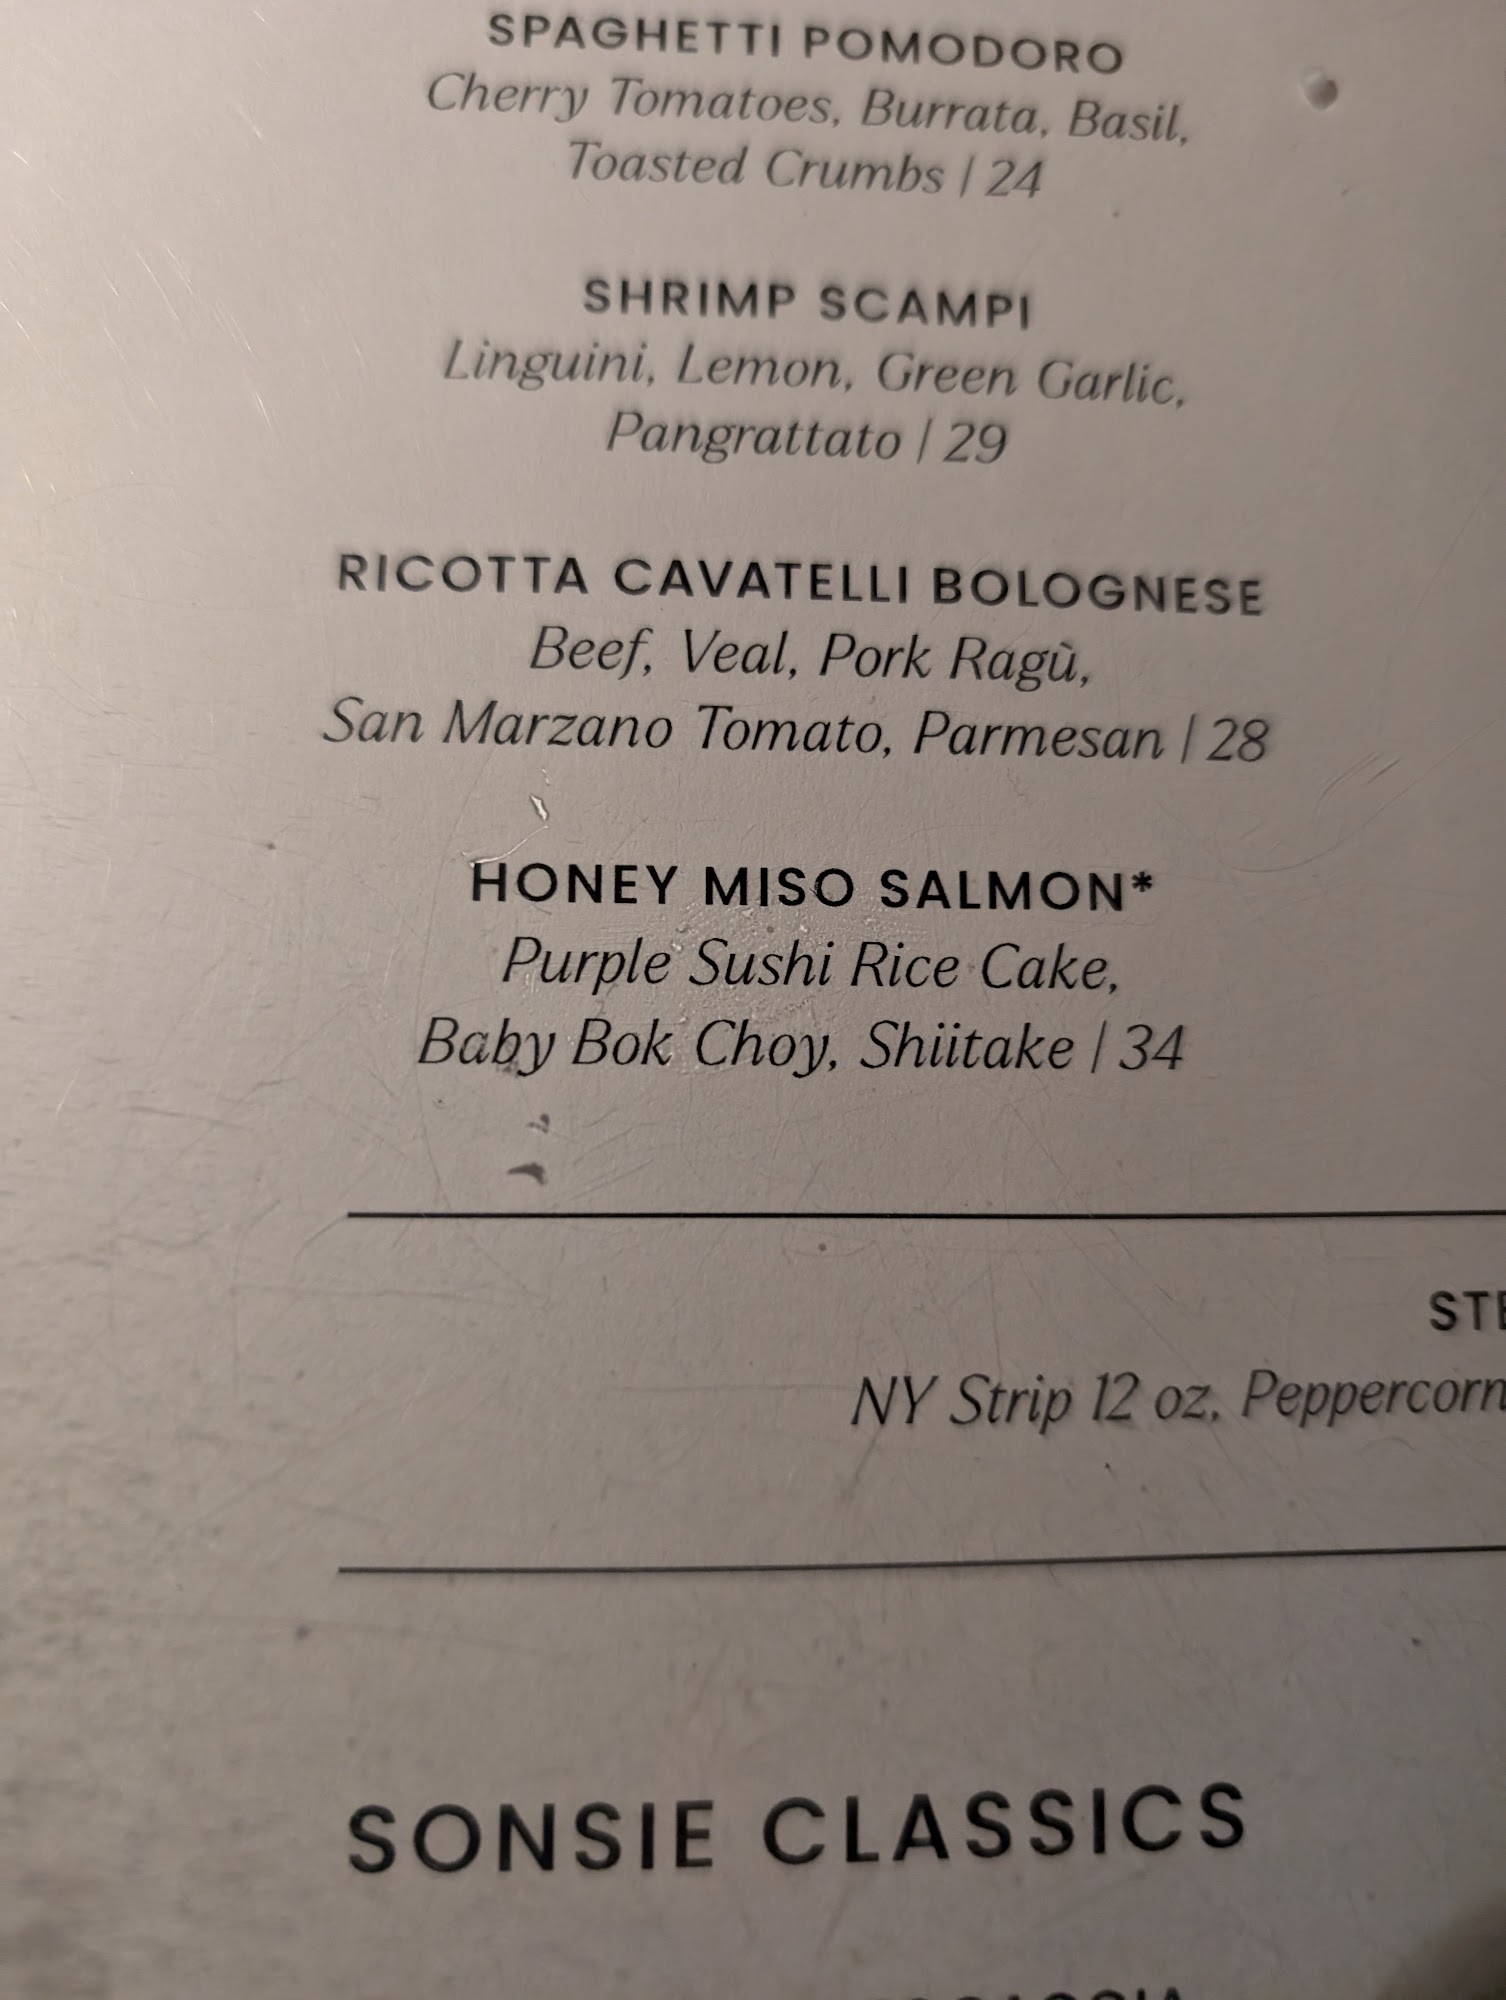 SPAGHETTI POMODORO
Cherry Tomatoes, Burrata, Basil,
Toasted Crumbs | 24
SHRIMP SCAMPI
Linguini, Lemon, Green Garlic,
Pangrattato | 29
RICOTTA CAVATELLI BOLOGNESE
Beef, Veal, Pork Ragù,
San Marzano Tomato, Parmesan | 28
HONEY MISO SALMON*
Purple Sushi Rice Cake,
Baby Bok Choy, Shiitake | 34
NY Strip 12 oz, Peppercorn
SONSIE CLASSICS